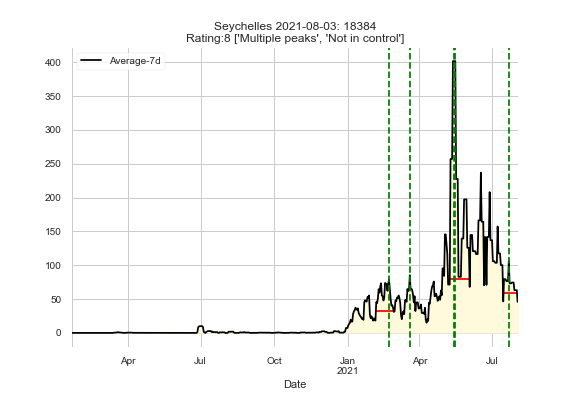 Seychelles 2021-08-03: 18384
Rating:8 ['Multiple peaks', 'Not in control']
Average-7d
400
350
300
250
200
150
100
50
0
Apr
Jul
Oct
Jan
2021
Apr
Jul
Date